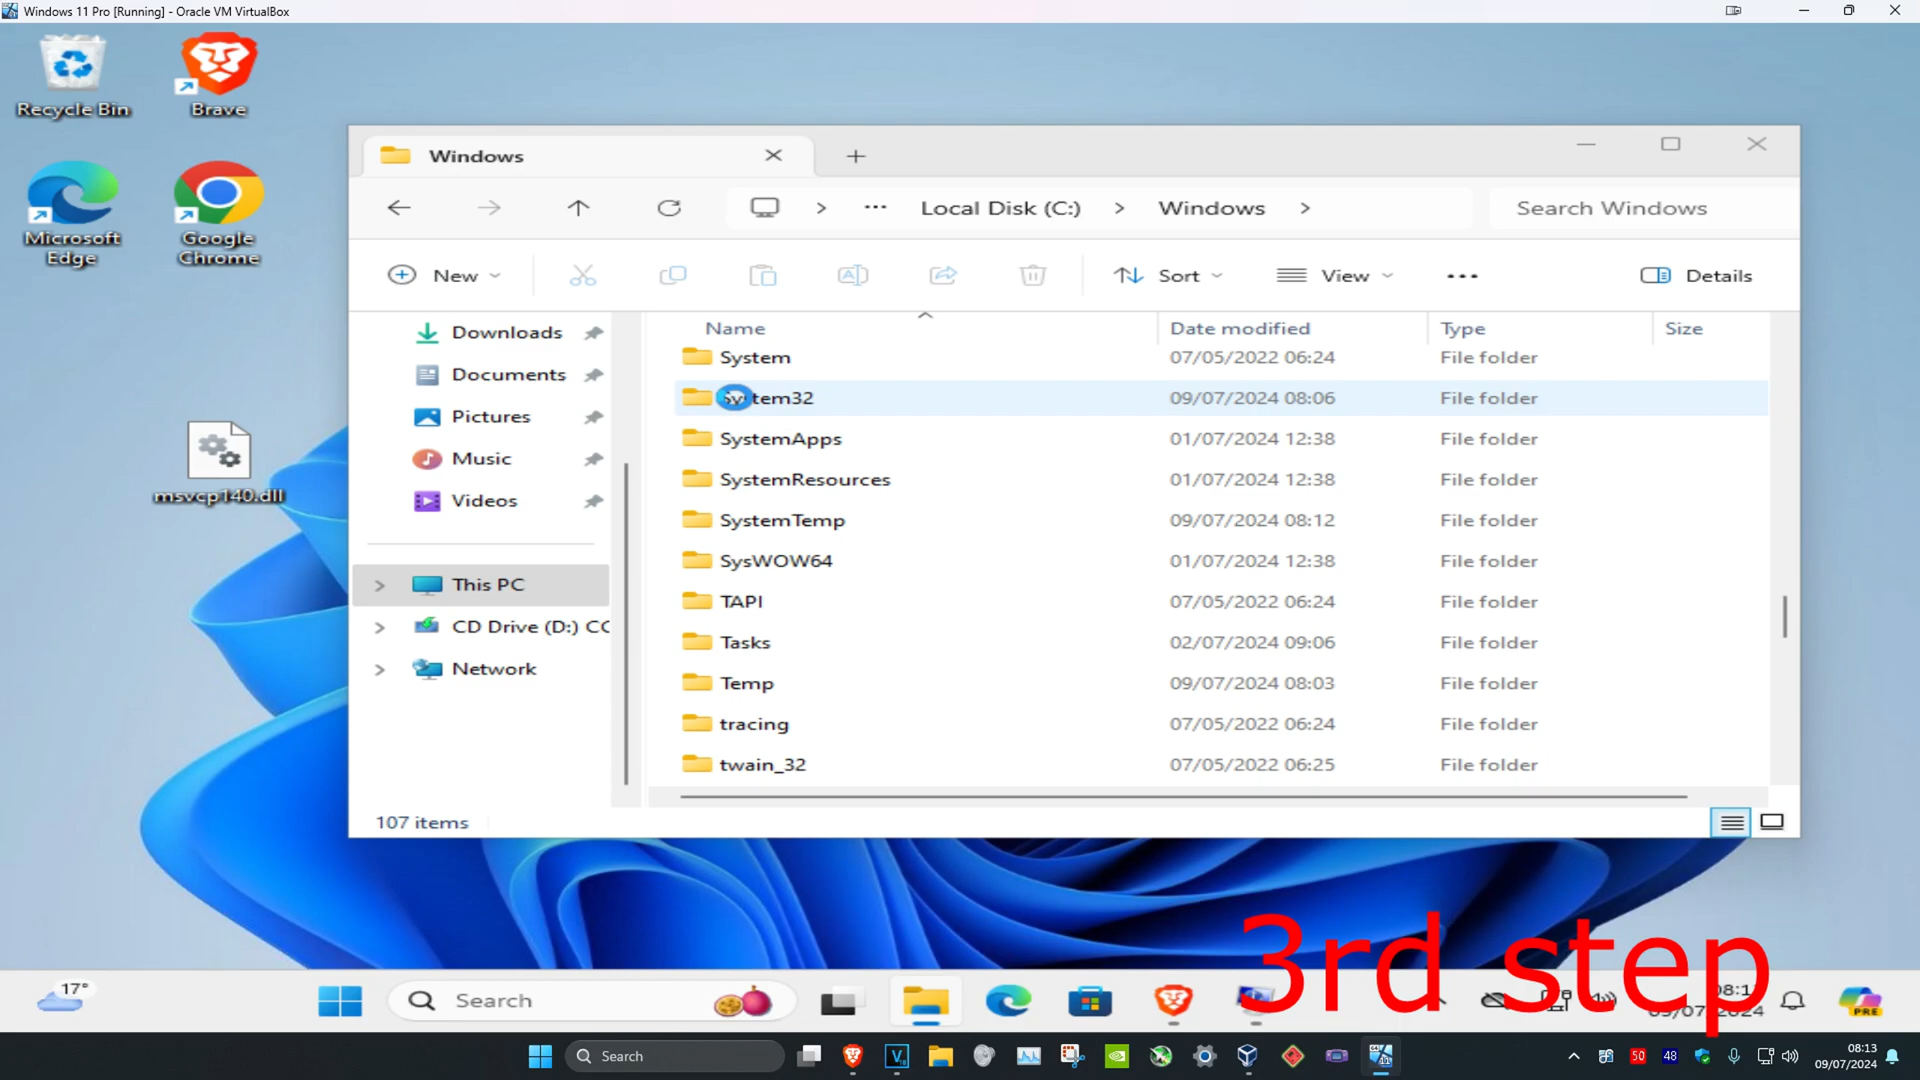 Windows 11 Pro [Running] - Oracle VM VirtualBox
Recycle Bin
Brave
Microsoft Edge
Google Chrome
msvcp140.dll
Windows
Local Disk (C:) > Windows >
Search Windows
New
Sort
View
Details
Downloads
Documents
Pictures
Music
Videos
This PC
CD Drive (D:) CC
Network
Name Date modified Type Size
System 07/05/2022 06:24 File folder
System32 09/07/2024 08:06 File folder
SystemApps 01/07/2024 12:38 File folder
SystemResources 01/07/2024 12:38 File folder
SystemTemp 09/07/2024 08:12 File folder
SysWOW64 01/07/2024 12:38 File folder
TAPI 07/05/2022 06:24 File folder
Tasks 02/07/2024 09:06 File folder
Temp 09/07/2024 08:03 File folder
tracing 07/05/2022 06:24 File folder
twain_32 07/05/2022 06:25 File folder
107 items
3rd step
17°
Search
08:13
09/07/2024
PRE
Search
50
48
08:13
09/07/2024